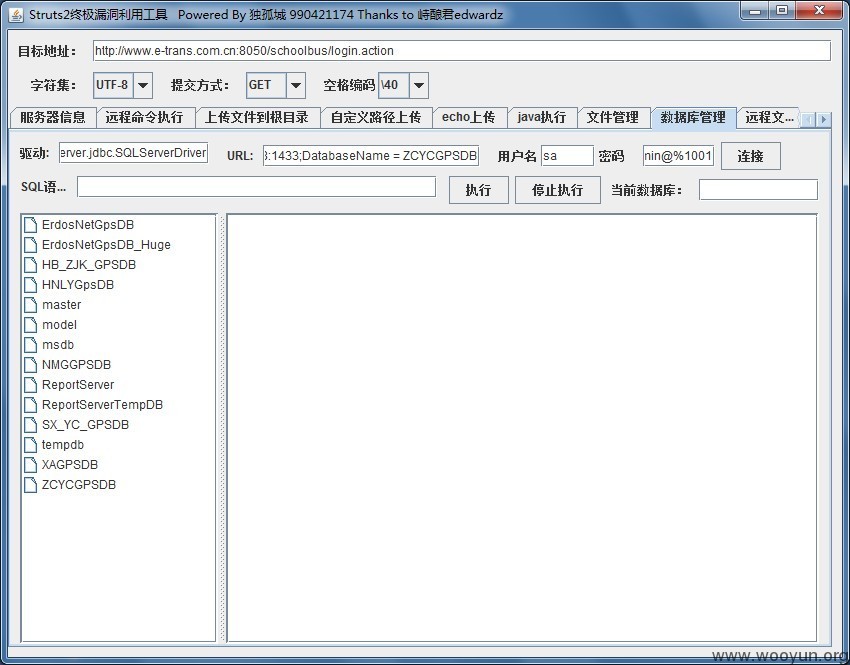 Struts2终极漏洞利用工具 Powered By 独孤城 990421174 Thanks to 峙酿君edwardz
目标地址： http://www.e-trans.com.cn:8050/schoolbus/login.action
字符集： UTF-8 提交方式： GET 空格编码 \40
服务器信息 远程命令执行 上传文件到根目录 自定义路径上传 echo上传 java执行 文件管理 数据库管理 远程文...
驱动: erver.jdbc.SQLServerDriver URL: 3:1433;DatabaseName = ZCYCGPSDB 用户名 sa 密码 nin@%1001 连接
SQL语... 执行 停止执行 当前数据库：
ErdosNetGpsDB
ErdosNetGpsDB_Huge
HB_ZJK_GPSDB
HNLYGpsDB
master
model
msdb
NMGGPSDB
ReportServer
ReportServerTempDB
SX_YC_GPSDB
tempdb
XAGPSDB
ZCYCGPSDB
www.wooyun.org